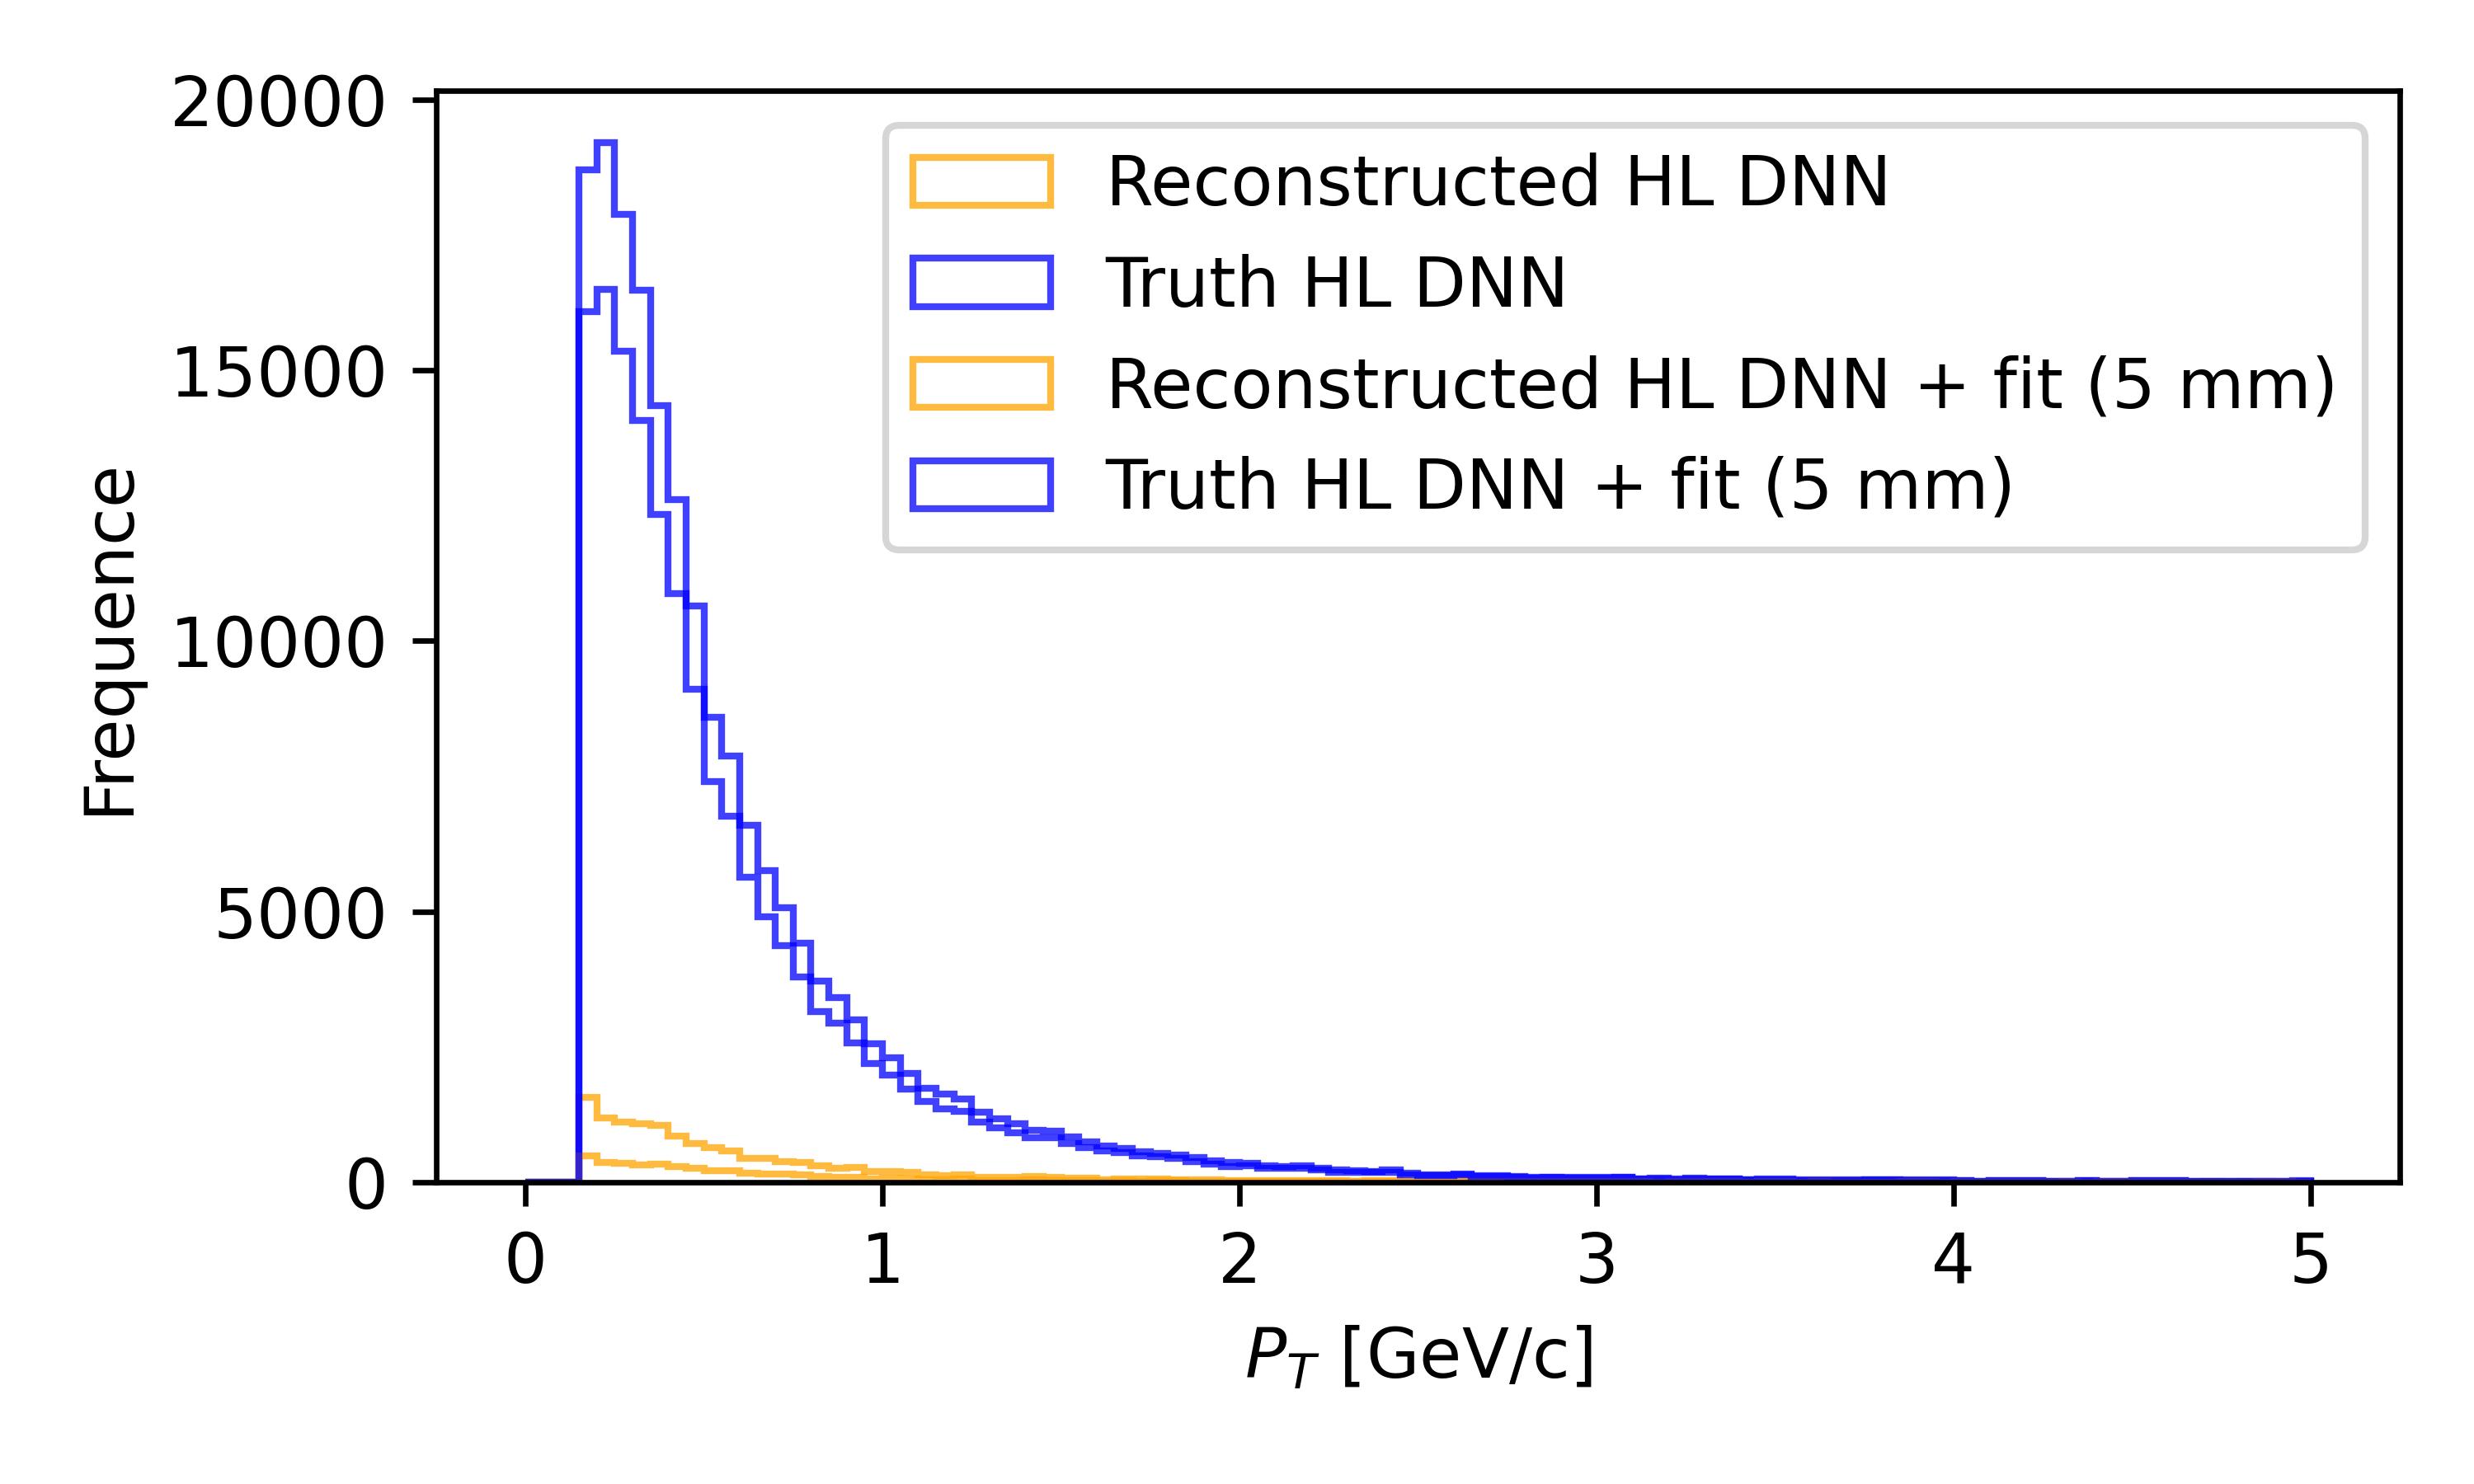 20000
15000
10000
5000
0
Frequence
Reconstructed HL DNN
Truth HL DNN
Reconstructed HL DNN + fit (5 mm)
Truth HL DNN + fit (5 mm)
0 1 2 3 4 5
P_T [GeV/c]